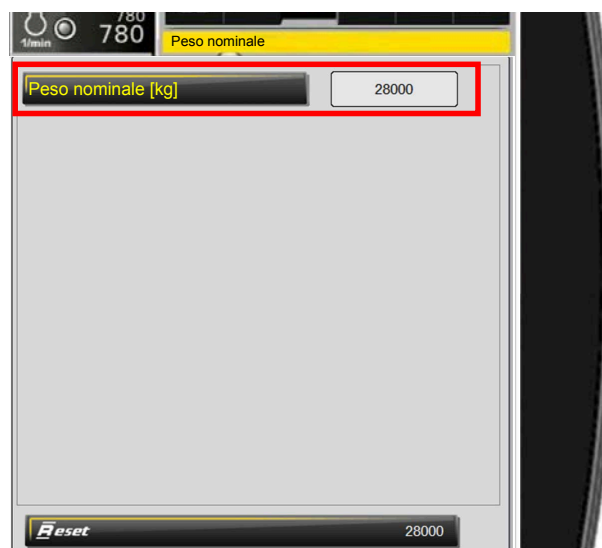 780
1/min 780
Peso nominale
Peso nominale [kg] 28000
Reset 28000